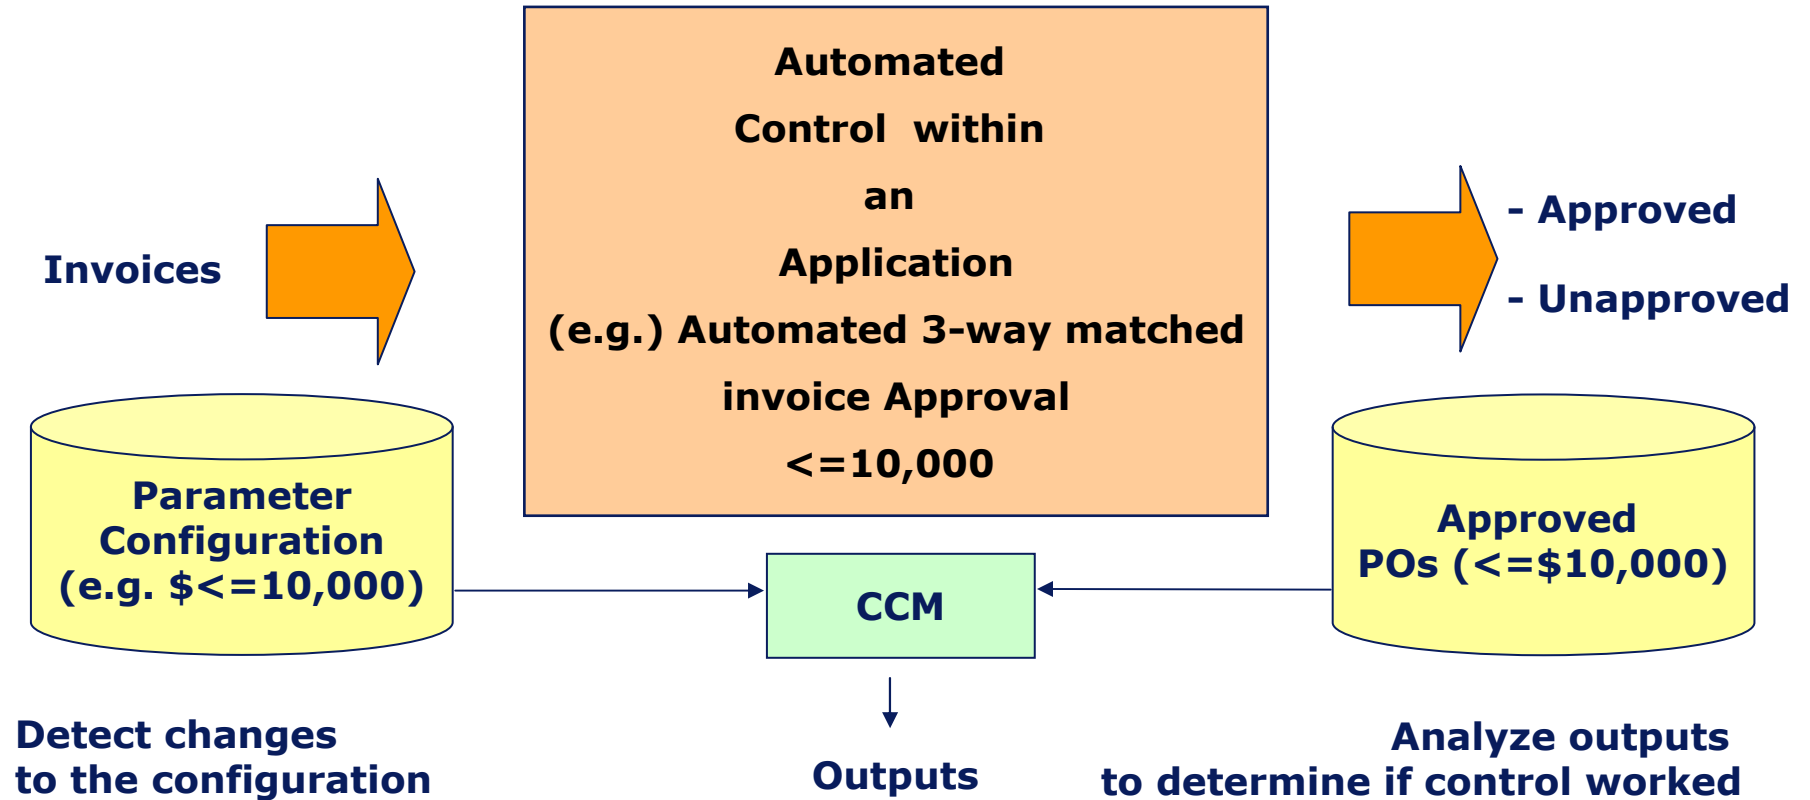 Automated
Control within
an
Application
(e.g.) Automated 3-way matched
invoice Approval
<=10,000
Invoices
- Approved
- Unapproved
Parameter
Configuration
(e.g. $<=10,000)
CCM
Approved
POs (<=$10,000)
Detect changes
to the configuration
Outputs
Analyze outputs
to determine if control worked